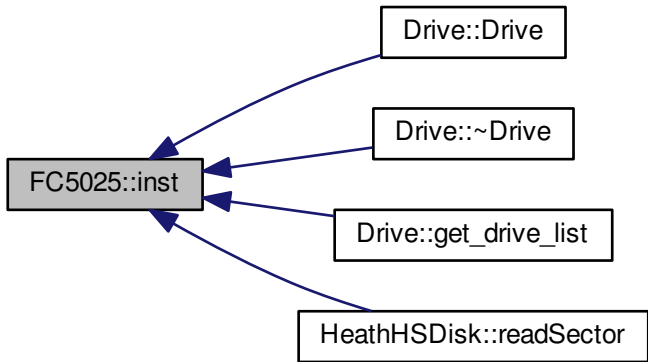 Drive::Drive
Drive::~Drive
FC5025::inst
Drive::get_drive_list
HeathHSDisk::readSector